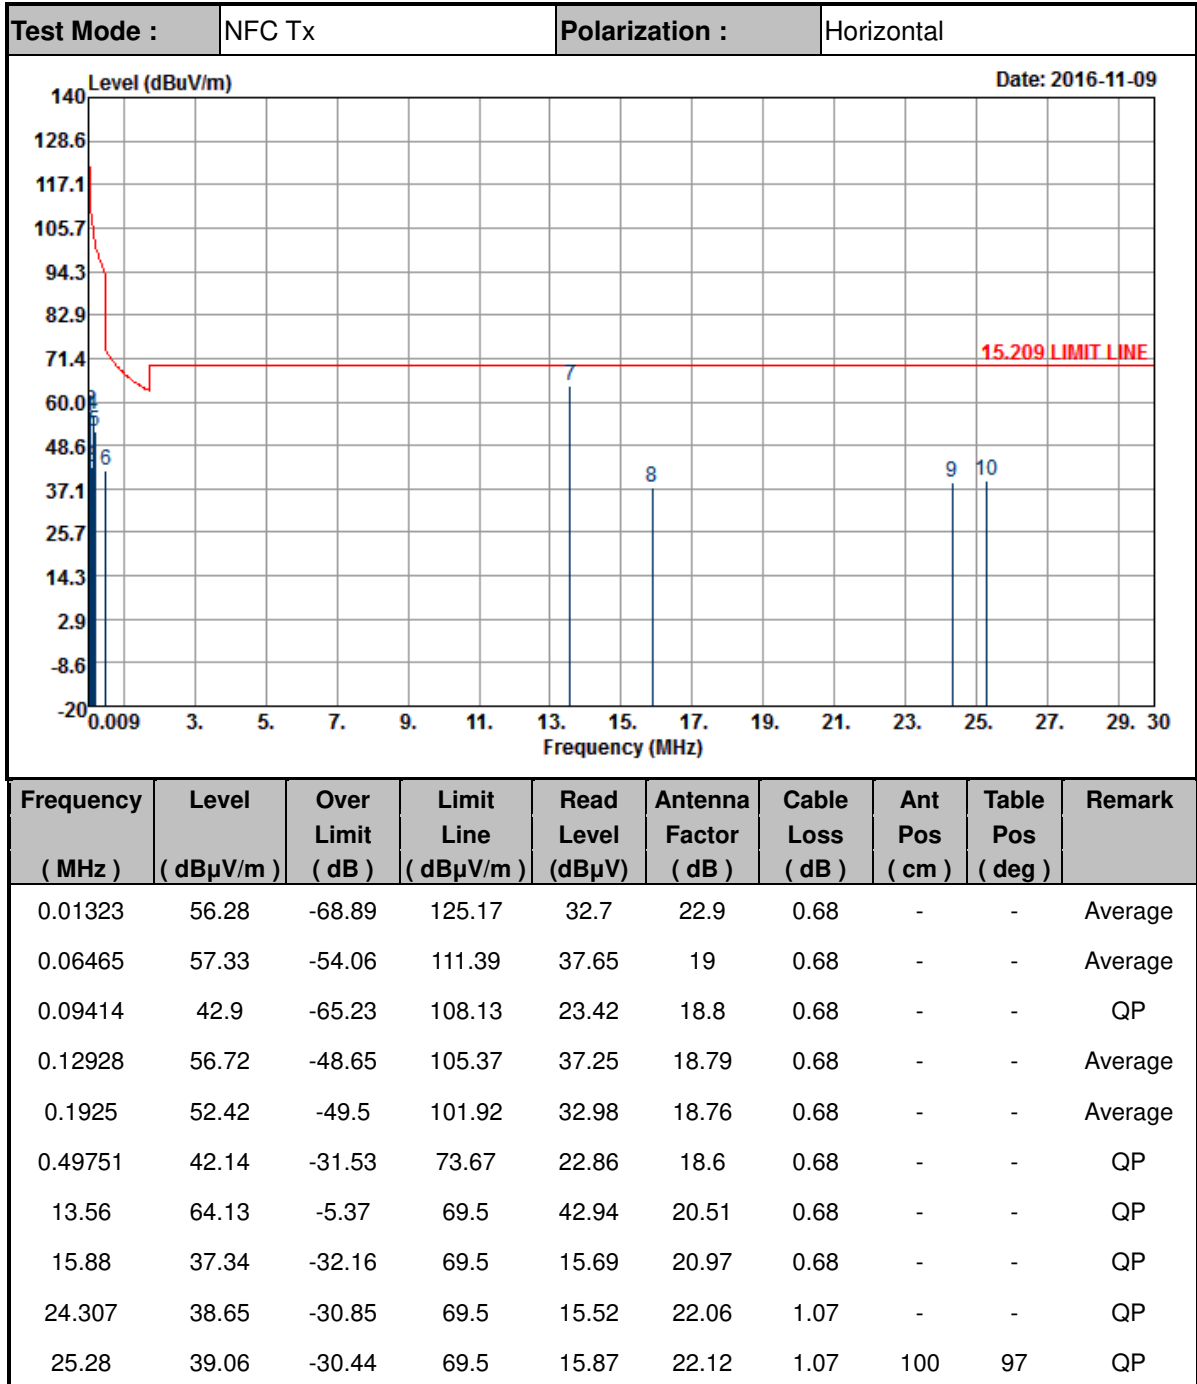 Test Mode : NFC Tx Polarization : Horizontal
Level (dBuV/m) Date: 2016-11-09
140
128.6
117.1
105.7
94.3
82.9
71.4
15.209 LIMIT LINE
7
60.0
48.6
6
8
9
10
37.1
25.7
14.3
2.9
-8.6
-20
0.009 3. 5. 7. 9. 11. 13. 15. 17. 19. 21. 23. 25. 27. 29. 30
Frequency (MHz)
Frequency Level Over Limit Read Antenna Cable Ant Table Remark
Limit Line Level Factor Loss Pos Pos
( MHz ) ( dBµV/m ) ( dB ) ( dBµV/m ) (dBµV) ( dB ) ( dB ) ( cm ) ( deg )
0.01323 56.28 -68.89 125.17 32.7 22.9 0.68 - - Average
0.06465 57.33 -54.06 111.39 37.65 19 0.68 - - Average
0.09414 42.9 -65.23 108.13 23.42 18.8 0.68 - - QP
0.12928 56.72 -48.65 105.37 37.25 18.79 0.68 - - Average
0.1925 52.42 -49.5 101.92 32.98 18.76 0.68 - - Average
0.49751 42.14 -31.53 73.67 22.86 18.6 0.68 - - QP
13.56 64.13 -5.37 69.5 42.94 20.51 0.68 - - QP
15.88 37.34 -32.16 69.5 15.69 20.97 0.68 - - QP
24.307 38.65 -30.85 69.5 15.52 22.06 1.07 - - QP
25.28 39.06 -30.44 69.5 15.87 22.12 1.07 100 97 QP